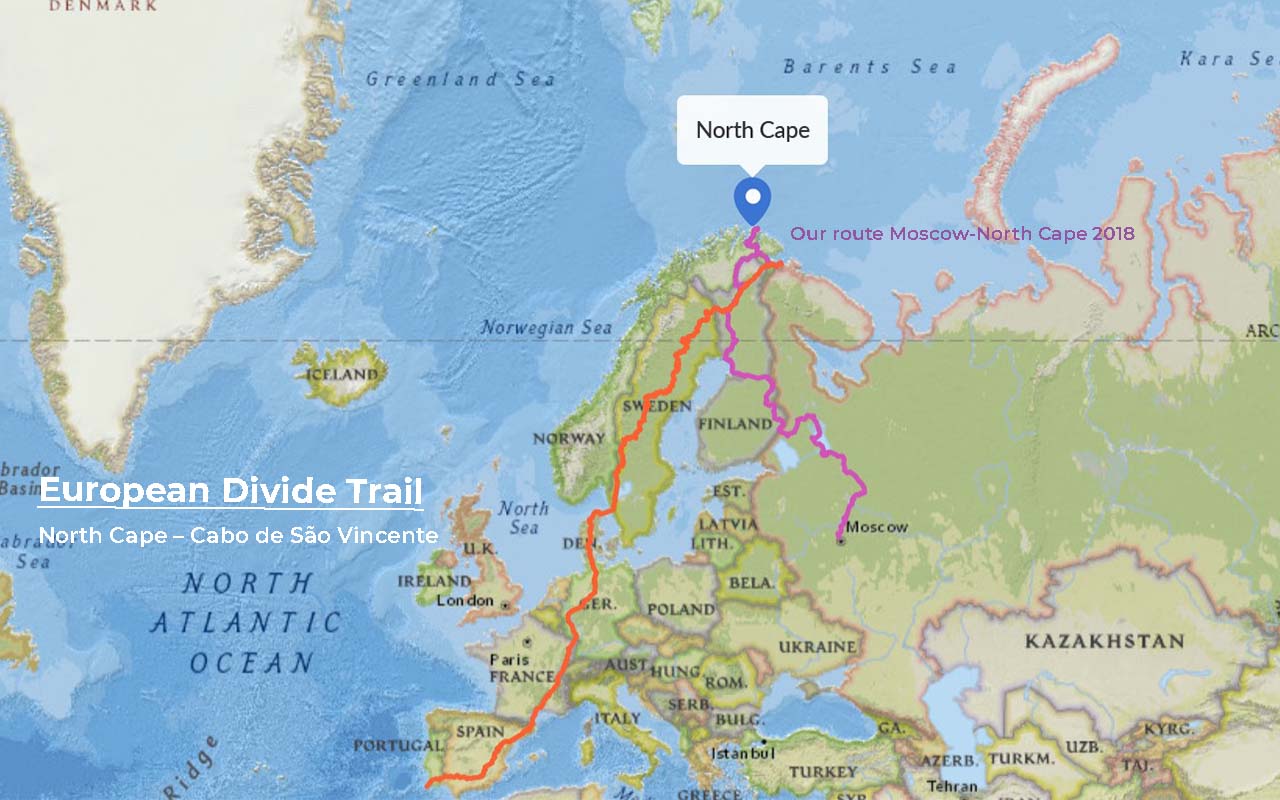 DENMARK
Greenland Sea
Barents Sea
Kara Se
North Cape
Our route Moscow-North Cape 2018
Norwegian Sea
ARC
ICELAND
SWEDEN
NORWAY
FINLAND
brador
Basin
European Divide Trail
North Cape – Cabo de São Vincente
abrador
Sea
North
Sea
EST.
LATVIA
LITH.
Moscow
DEN.
U.K.
IRELAND
London
NORTH
ATLANTIC
OCEAN
GER.
POLAND
BELA.
UKRAINE
KAZAKHSTAN
Paris
FRANCE
AUST.
HUNG.
ROM.
SERB.
BULG.
ITALY
SPAIN
PORTUGAL
Istanbul
GA.
KYRG.
UZB.
TAJ.
AZERB.
TURKM.
TURKEY
Tehran
GREECE
SYR.
Ridge